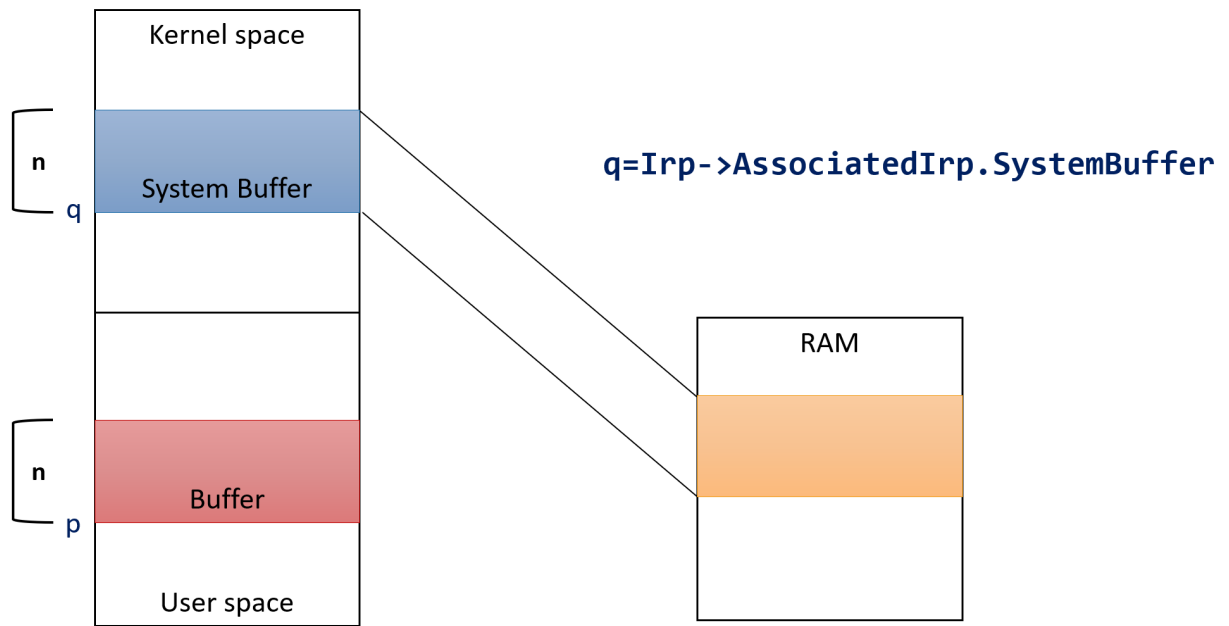 Kernel space
n
System Buffer
q
q=Irp->AssociatedIrp.SystemBuffer
RAM
n
Buffer
p
User space